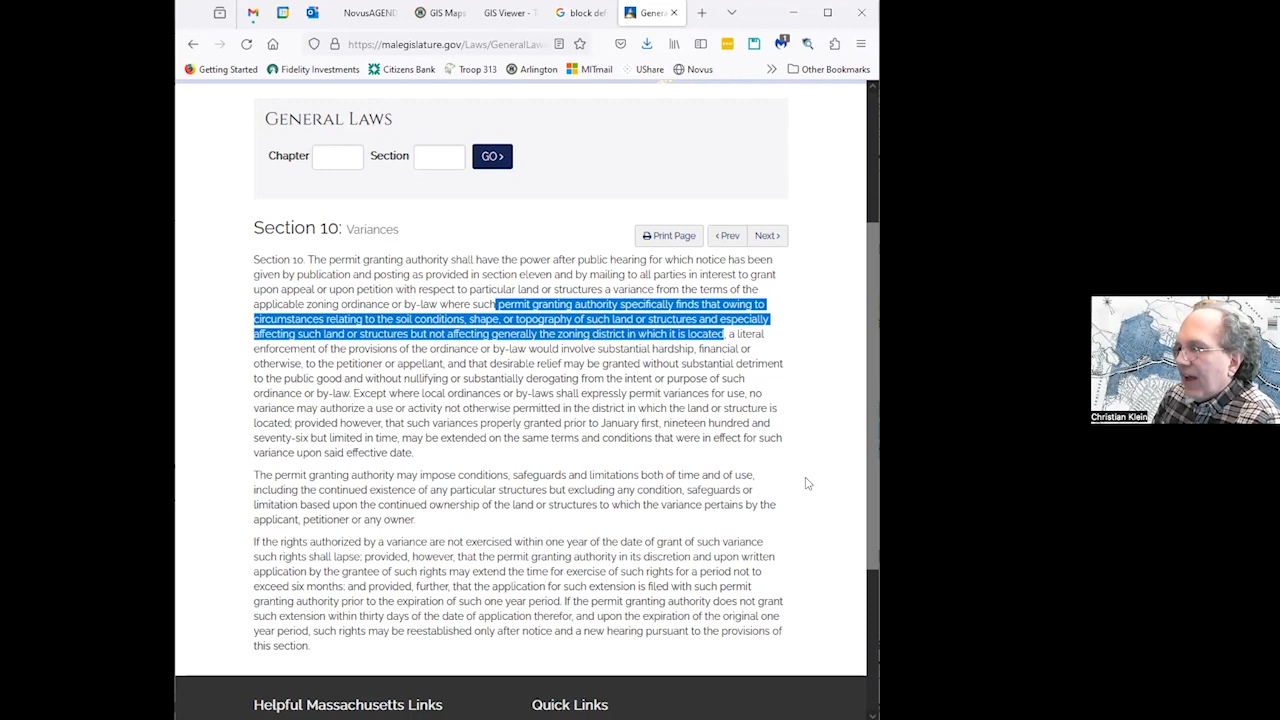 NovusAGEND
GIS Maps
GIS Viewer - T
block def
Genera
https://malegislature.gov/Laws/GeneralLaw
1
Getting Started
Fidelity Investments
Citizens Bank
Troop 313
Arlington
MITmail
UShare
Novus
Other Bookmarks
GENERAL LAWS
Chapter
Section
GO >
Section 10: Variances
Print Page
< Prev
Next >
Section 10. The permit granting authority shall have the power after public hearing for which notice has been
given by publication and posting as provided in section eleven and by mailing to all parties in interest to grant
upon appeal or upon petition with respect to particular land or structures a variance from the terms of the
applicable zoning ordinance or by-law where such permit granting authority specifically finds that owing to
circumstances relating to the soil conditions, shape, or topography of such land or structures and especially
affecting such land or structures but not affecting generally the zoning district in which it is located, a literal
enforcement of the provisions of the ordinance or by-law would involve substantial hardship, financial or
otherwise, to the petitioner or appellant, and that desirable relief may be granted without substantial detriment
to the public good and without nullifying or substantially derogating from the intent or purpose of such
ordinance or by-law. Except where local ordinances or by-laws shall expressly permit variances for use, no
variance may authorize a use or activity not otherwise permitted in the district in which the land or structure is
located; provided however, that such variances properly granted prior to January first, nineteen hundred and
seventy-six but limited in time, may be extended on the same terms and conditions that were in effect for such
variance upon said effective date.
The permit granting authority may impose conditions, safeguards and limitations both of time and of use,
including the continued existence of any particular structures but excluding any condition, safeguards or
limitation based upon the continued ownership of the land or structures to which the variance pertains by the
applicant, petitioner or any owner.
If the rights authorized by a variance are not exercised within one year of the date of grant of such variance
such rights shall lapse; provided, however, that the permit granting authority in its discretion and upon written
application by the grantee of such rights may extend the time for exercise of such rights for a period not to
exceed six months; and provided, further, that the application for such extension is filed with such permit
granting authority prior to the expiration of such one year period. If the permit granting authority does not grant
such extension within thirty days of the date of application therefor, and upon the expiration of the original one
year period, such rights may be reestablished only after notice and a new hearing pursuant to the provisions of
this section.
Christian Klein
Helpful Massachusetts Links
Quick Links